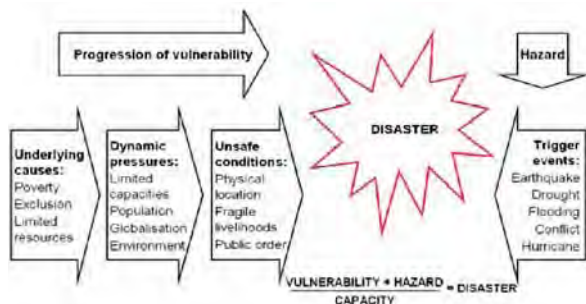 Progression of vulnerability
Hazard
DISASTER
Underlying
causes:
Poverty
Exclusion
Limited
resources
Dynamic
pressures:
Limited
capacities
Population
Globalisation
Environment
Unsafe
conditions:
Physical
location
Fragile
livelihoods
Public order
Trigger
events:
Earthquake
Drought
Flooding
Conflict
Hurricane
VULNERABILITY + HAZARD
= DISASTER
CAPACITY